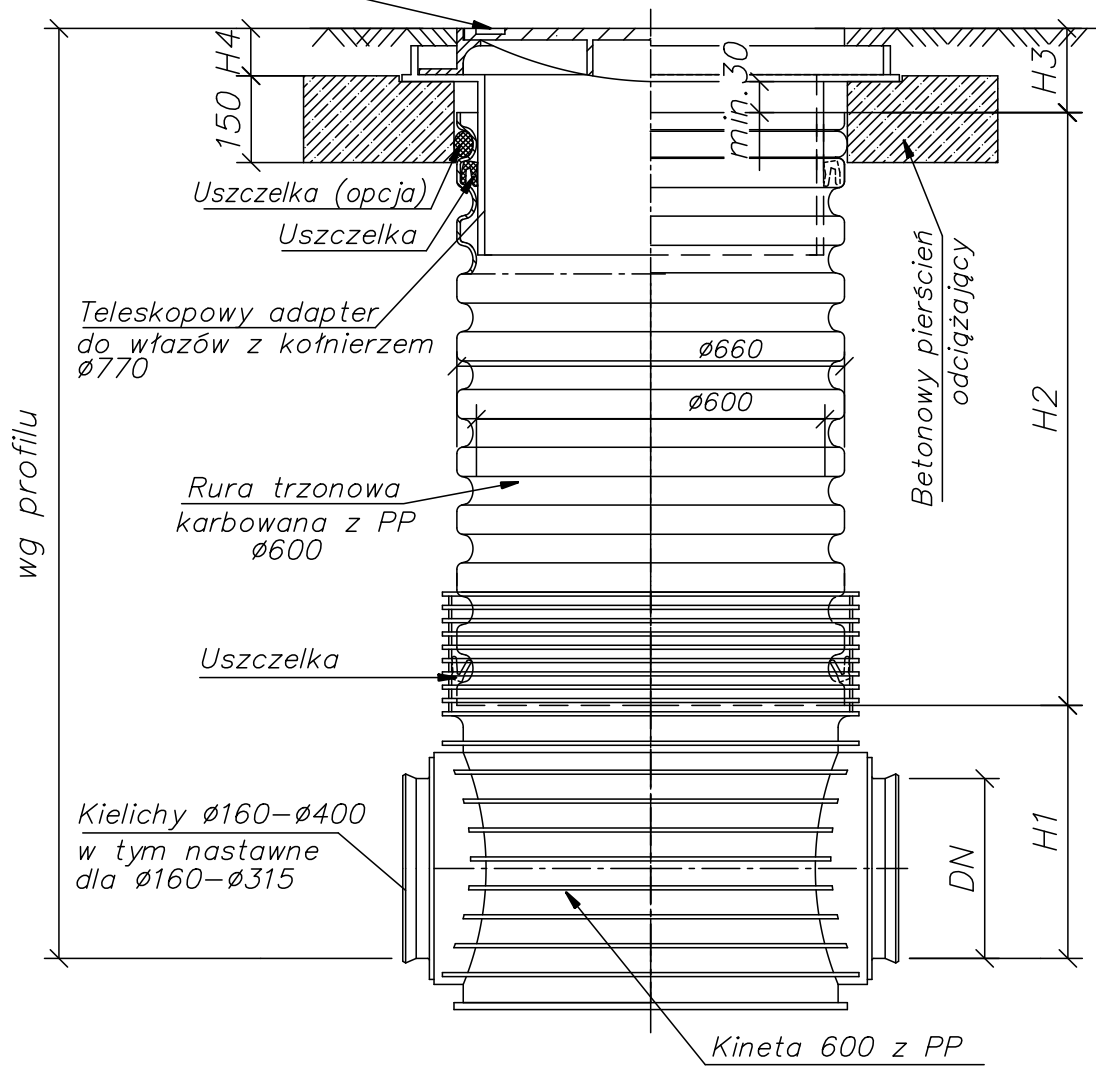 H4
150
min. 30
H3
Uszczelka (opcja)
Uszczelka
Teleskopowy adapter
do włazów z kołnierzem
ø770
Betonowy pierścień
odciążający
ø660
ø600
H2
wg profilu
Rura trzonowa
karbowana z PP
ø600
Uszczelka
Kielichy ø160-ø400
w tym nastawne
dla ø160-ø315
DN
H1
Kineta 600 z PP